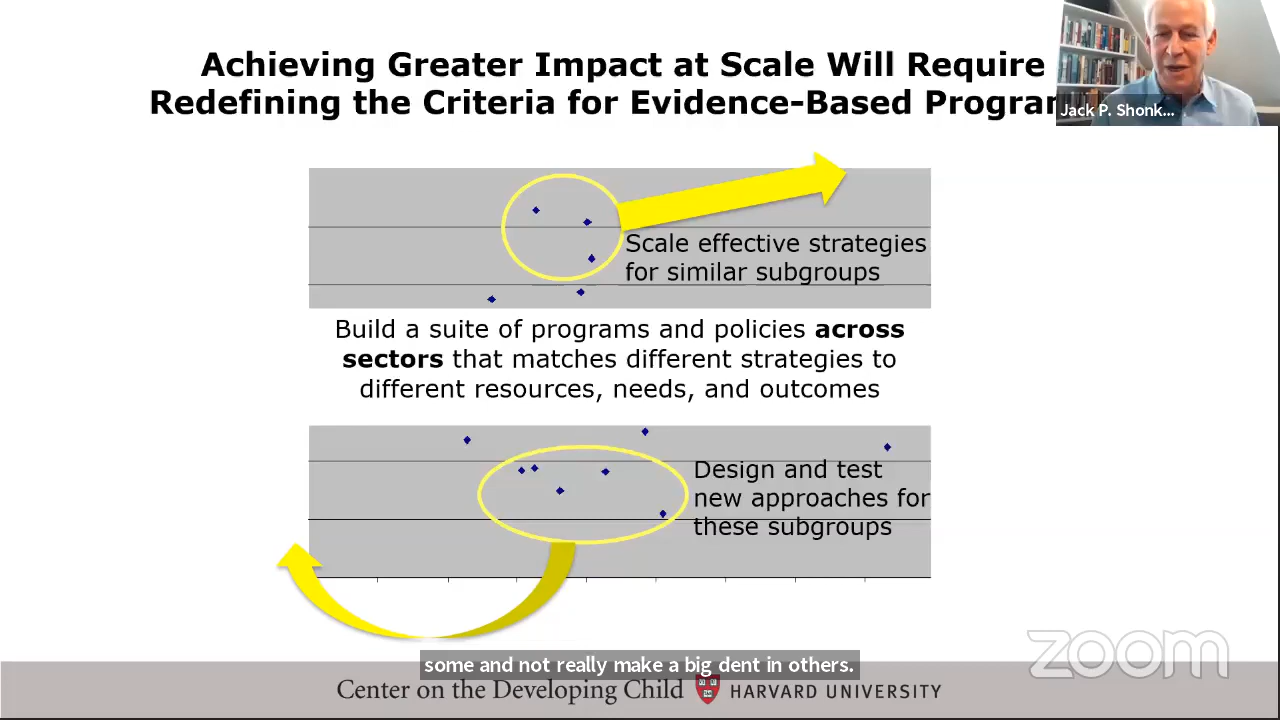 Achieving Greater Impact at Scale Will Require
Redefining the Criteria for Evidence-Based
Jack P. Shonk...
Scale effective strategies
for similar subgroups
Build a suite of programs and policies across
sectors that matches different strategies to
different resources, needs, and outcomes
Design and test
new approaches for
these subgroups
zoom
some and not really make a big dent in others.
Center on the Developing Child HARVARD UNIVERSITY